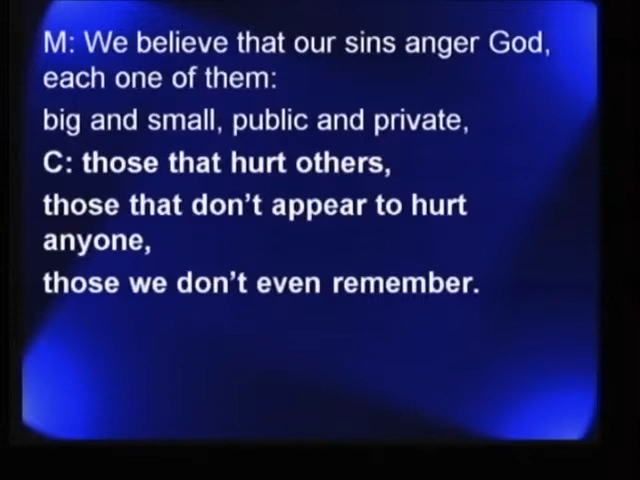 M: We believe that our sins anger God,
each one of them:
big and small, public and private,
C: those that hurt others,
those that don't appear to hurt
anyone,
those we don't even remember.